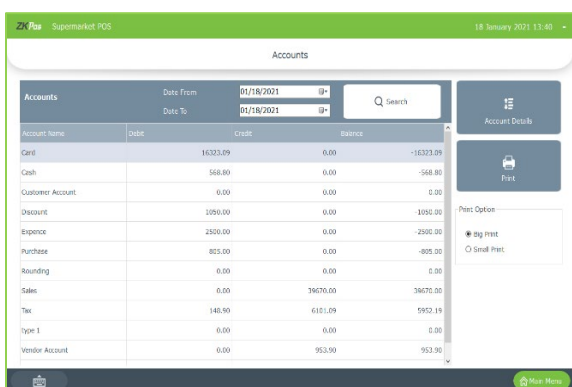 ZKPos Supermarket POS 18 January 2021 13:40
Accounts
Accounts Date From 01/18/2021 Search
Date To 01/18/2021
Account Details
Account Name Debit Credit Balance
Card 16323.09 0.00 -16323.09
Cash 568.80 0.00 -568.80
Print
Customer Account 0.00 0.00 0.00
Discount 1050.00 0.00 -1050.00
Print Option
Expence 2500.00 0.00 -2500.00
Big Print
Purchase 805.00 0.00 -805.00
Small Print
Rounding 0.00 0.00 0.00
Sales 0.00 39670.00 39670.00
Tax 148.90 6101.09 5952.19
type 1 0.00 0.00 0.00
Vendor Account 0.00 953.90 953.90
Main Menu